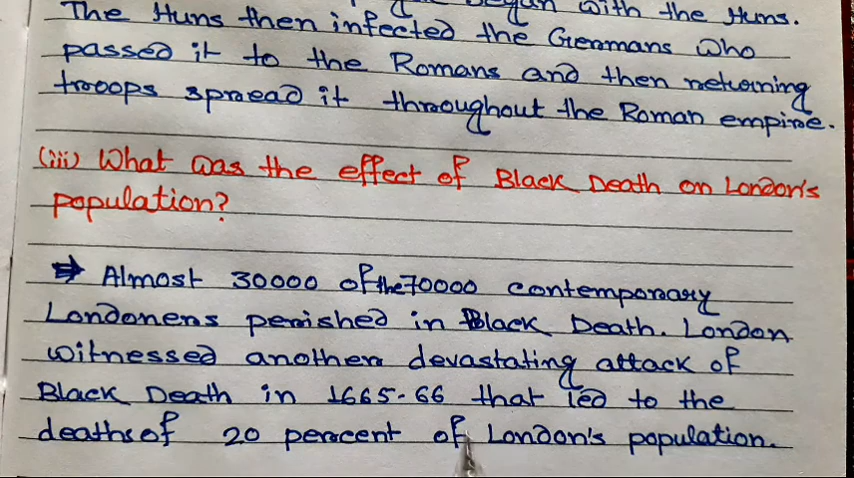 began with the Huns.
The Huns then infected the Germans who
passed it to the Romans and then returning
troops spread it throughout the Roman empire.
(iii) What was the effect of Black Death on London's
population?
⇒ Almost 30000 of the 70000 contemporary
Londoners perished in Black Death. London
witnessed another devastating attack of
Black Death in 1665-66 that led to the
deaths of 20 percent of London's population.